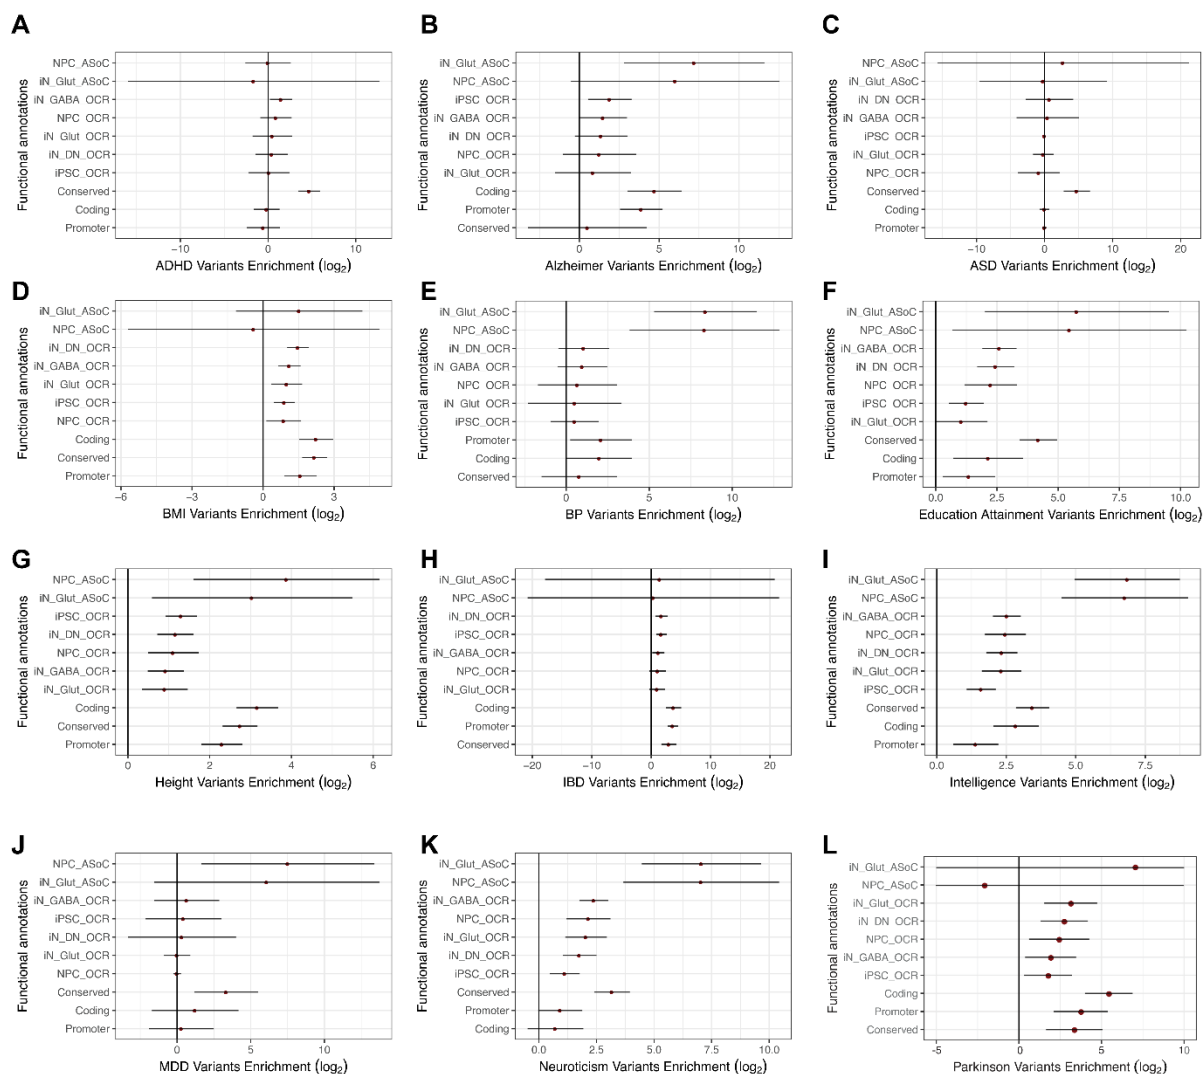 A
Functional annotations
NPC_ASoC
iN_Glut_ASoC
iN_GABA_OCR
NPC_OCR
iN_Glut_OCR
iN_DN_OCR
iPSC_OCR
Conserved
Coding
Promoter
−10 0 10
ADHD Variants Enrichment (log2)
B
Functional annotations
iN_Glut_ASoC
NPC_ASoC
iPSC_OCR
iN_GABA_OCR
iN_DN_OCR
NPC_OCR
iN_Glut_OCR
Coding
Promoter
Conserved
0 5 10
Alzheimer Variants Enrichment (log2)
C
Functional annotations
NPC_ASoC
iN_Glut_ASoC
iN_DN_OCR
iN_GABA_OCR
iPSC_OCR
iN_Glut_OCR
NPC_OCR
Conserved
Coding
Promoter
−10 0 10 20
ASD Variants Enrichment (log2)
D
Functional annotations
iN_Glut_ASoC
NPC_ASoC
iN_DN_OCR
iN_GABA_OCR
iN_Glut_OCR
iPSC_OCR
NPC_OCR
Coding
Conserved
Promoter
−6 −3 0 3
BMI Variants Enrichment (log2)
E
Functional annotations
iN_Glut_ASoC
NPC_ASoC
iN_DN_OCR
iN_GABA_OCR
NPC_OCR
iN_Glut_OCR
iPSC_OCR
Promoter
Coding
Conserved
0 5 10
BP Variants Enrichment (log2)
F
Functional annotations
iN_Glut_ASoC
NPC_ASoC
iN_GABA_OCR
iN_DN_OCR
NPC_OCR
iPSC_OCR
iN_Glut_OCR
Conserved
Coding
Promoter
0.0 2.5 5.0 7.5 10.0
Education Attainment Variants Enrichment (log2)
G
Functional annotations
NPC_ASoC
iN_Glut_ASoC
iPSC_OCR
iN_DN_OCR
NPC_OCR
iN_GABA_OCR
iN_Glut_OCR
Coding
Conserved
Promoter
0 2 4 6
Height Variants Enrichment (log2)
H
Functional annotations
iN_Glut_ASoC
NPC_ASoC
iN_DN_OCR
iPSC_OCR
iN_GABA_OCR
NPC_OCR
iN_Glut_OCR
Coding
Promoter
Conserved
−20 −10 0 10 20
IBD Variants Enrichment (log2)
I
Functional annotations
iN_Glut_ASoC
NPC_ASoC
iN_GABA_OCR
NPC_OCR
iN_DN_OCR
iN_Glut_OCR
iPSC_OCR
Conserved
Coding
Promoter
0.0 2.5 5.0 7.5
Intelligence Variants Enrichment (log2)
J
Functional annotations
NPC_ASoC
iN_Glut_ASoC
iN_GABA_OCR
iPSC_OCR
iN_DN_OCR
iN_Glut_OCR
NPC_OCR
Conserved
Coding
Promoter
0 5 10
MDD Variants Enrichment (log2)
K
Functional annotations
iN_Glut_ASoC
NPC_ASoC
iN_GABA_OCR
NPC_OCR
iN_Glut_OCR
iN_DN_OCR
iPSC_OCR
Conserved
Promoter
Coding
0.0 2.5 5.0 7.5 10.0
Neuroticism Variants Enrichment (log2)
L
Functional annotations
iN_Glut_ASoC
NPC_ASoC
iN_Glut_OCR
iN_DN_OCR
NPC_OCR
iN_GABA_OCR
iPSC_OCR
Coding
Promoter
Conserved
−5 0 5 10
Parkinson Variants Enrichment (log2)